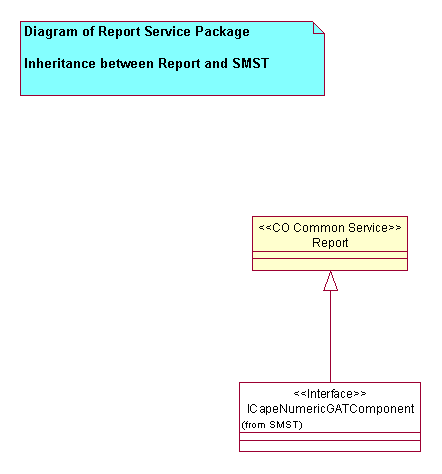 Diagram of Report Service Package
Inheritance between Report and SMST
<<CO Common Service>>
Report
<<Interface>>
ICapeNumericGATComponent
(from SMST)